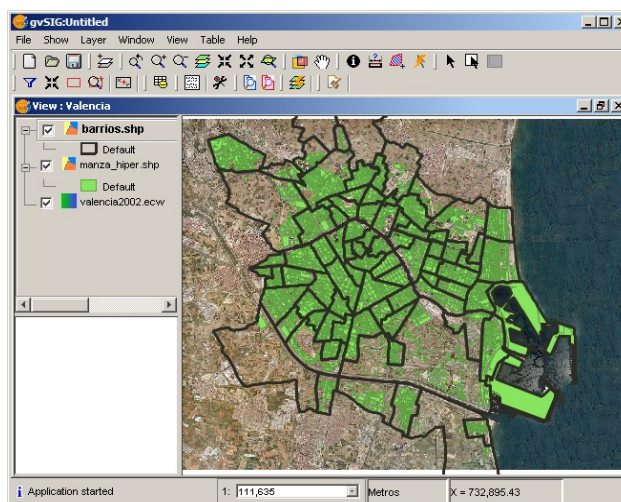 gvSIG:Untitled
File Show Layer Window View Table Help
View : Valencia
barrios.shp
Default
manza_hiper.shp
Default
valencia2002.ecw
Application started 1: 111,635 Metros X = 732,895.43